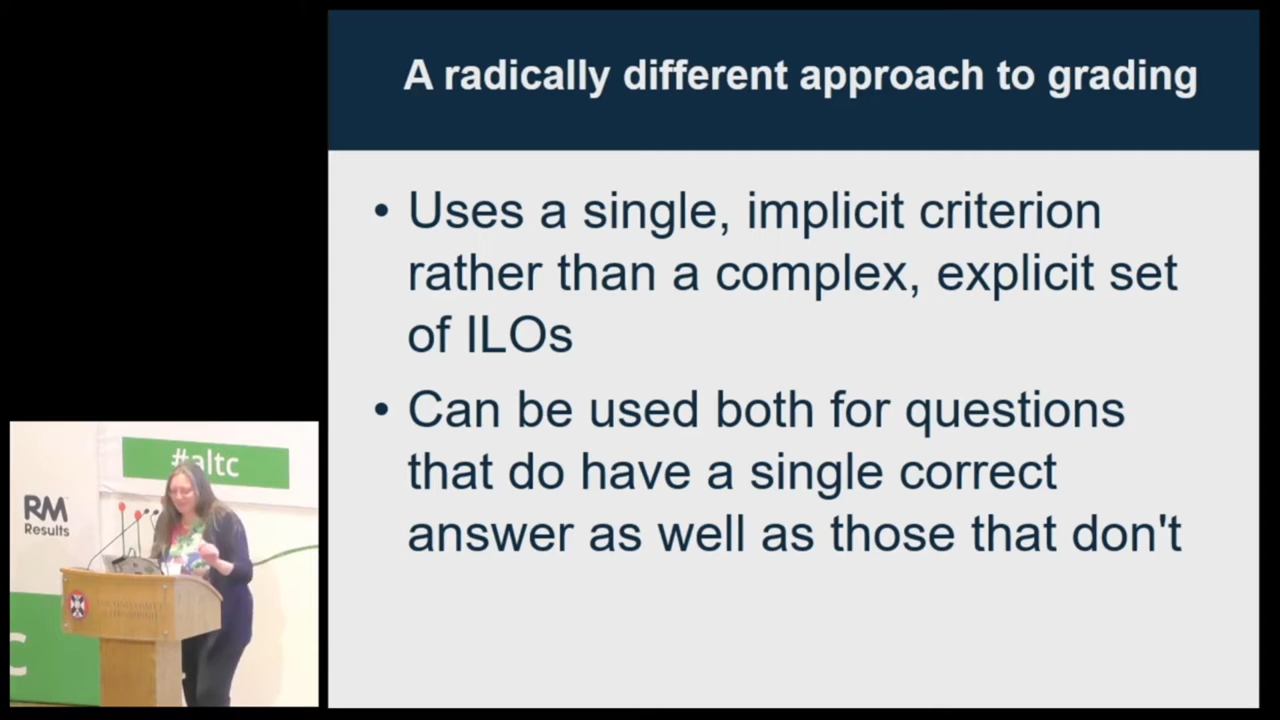 A radically different approach to grading
• Uses a single, implicit criterion
rather than a complex, explicit set
of ILOs
• Can be used both for questions
that do have a single correct
answer as well as those that don't
#altc
RM
Results
C